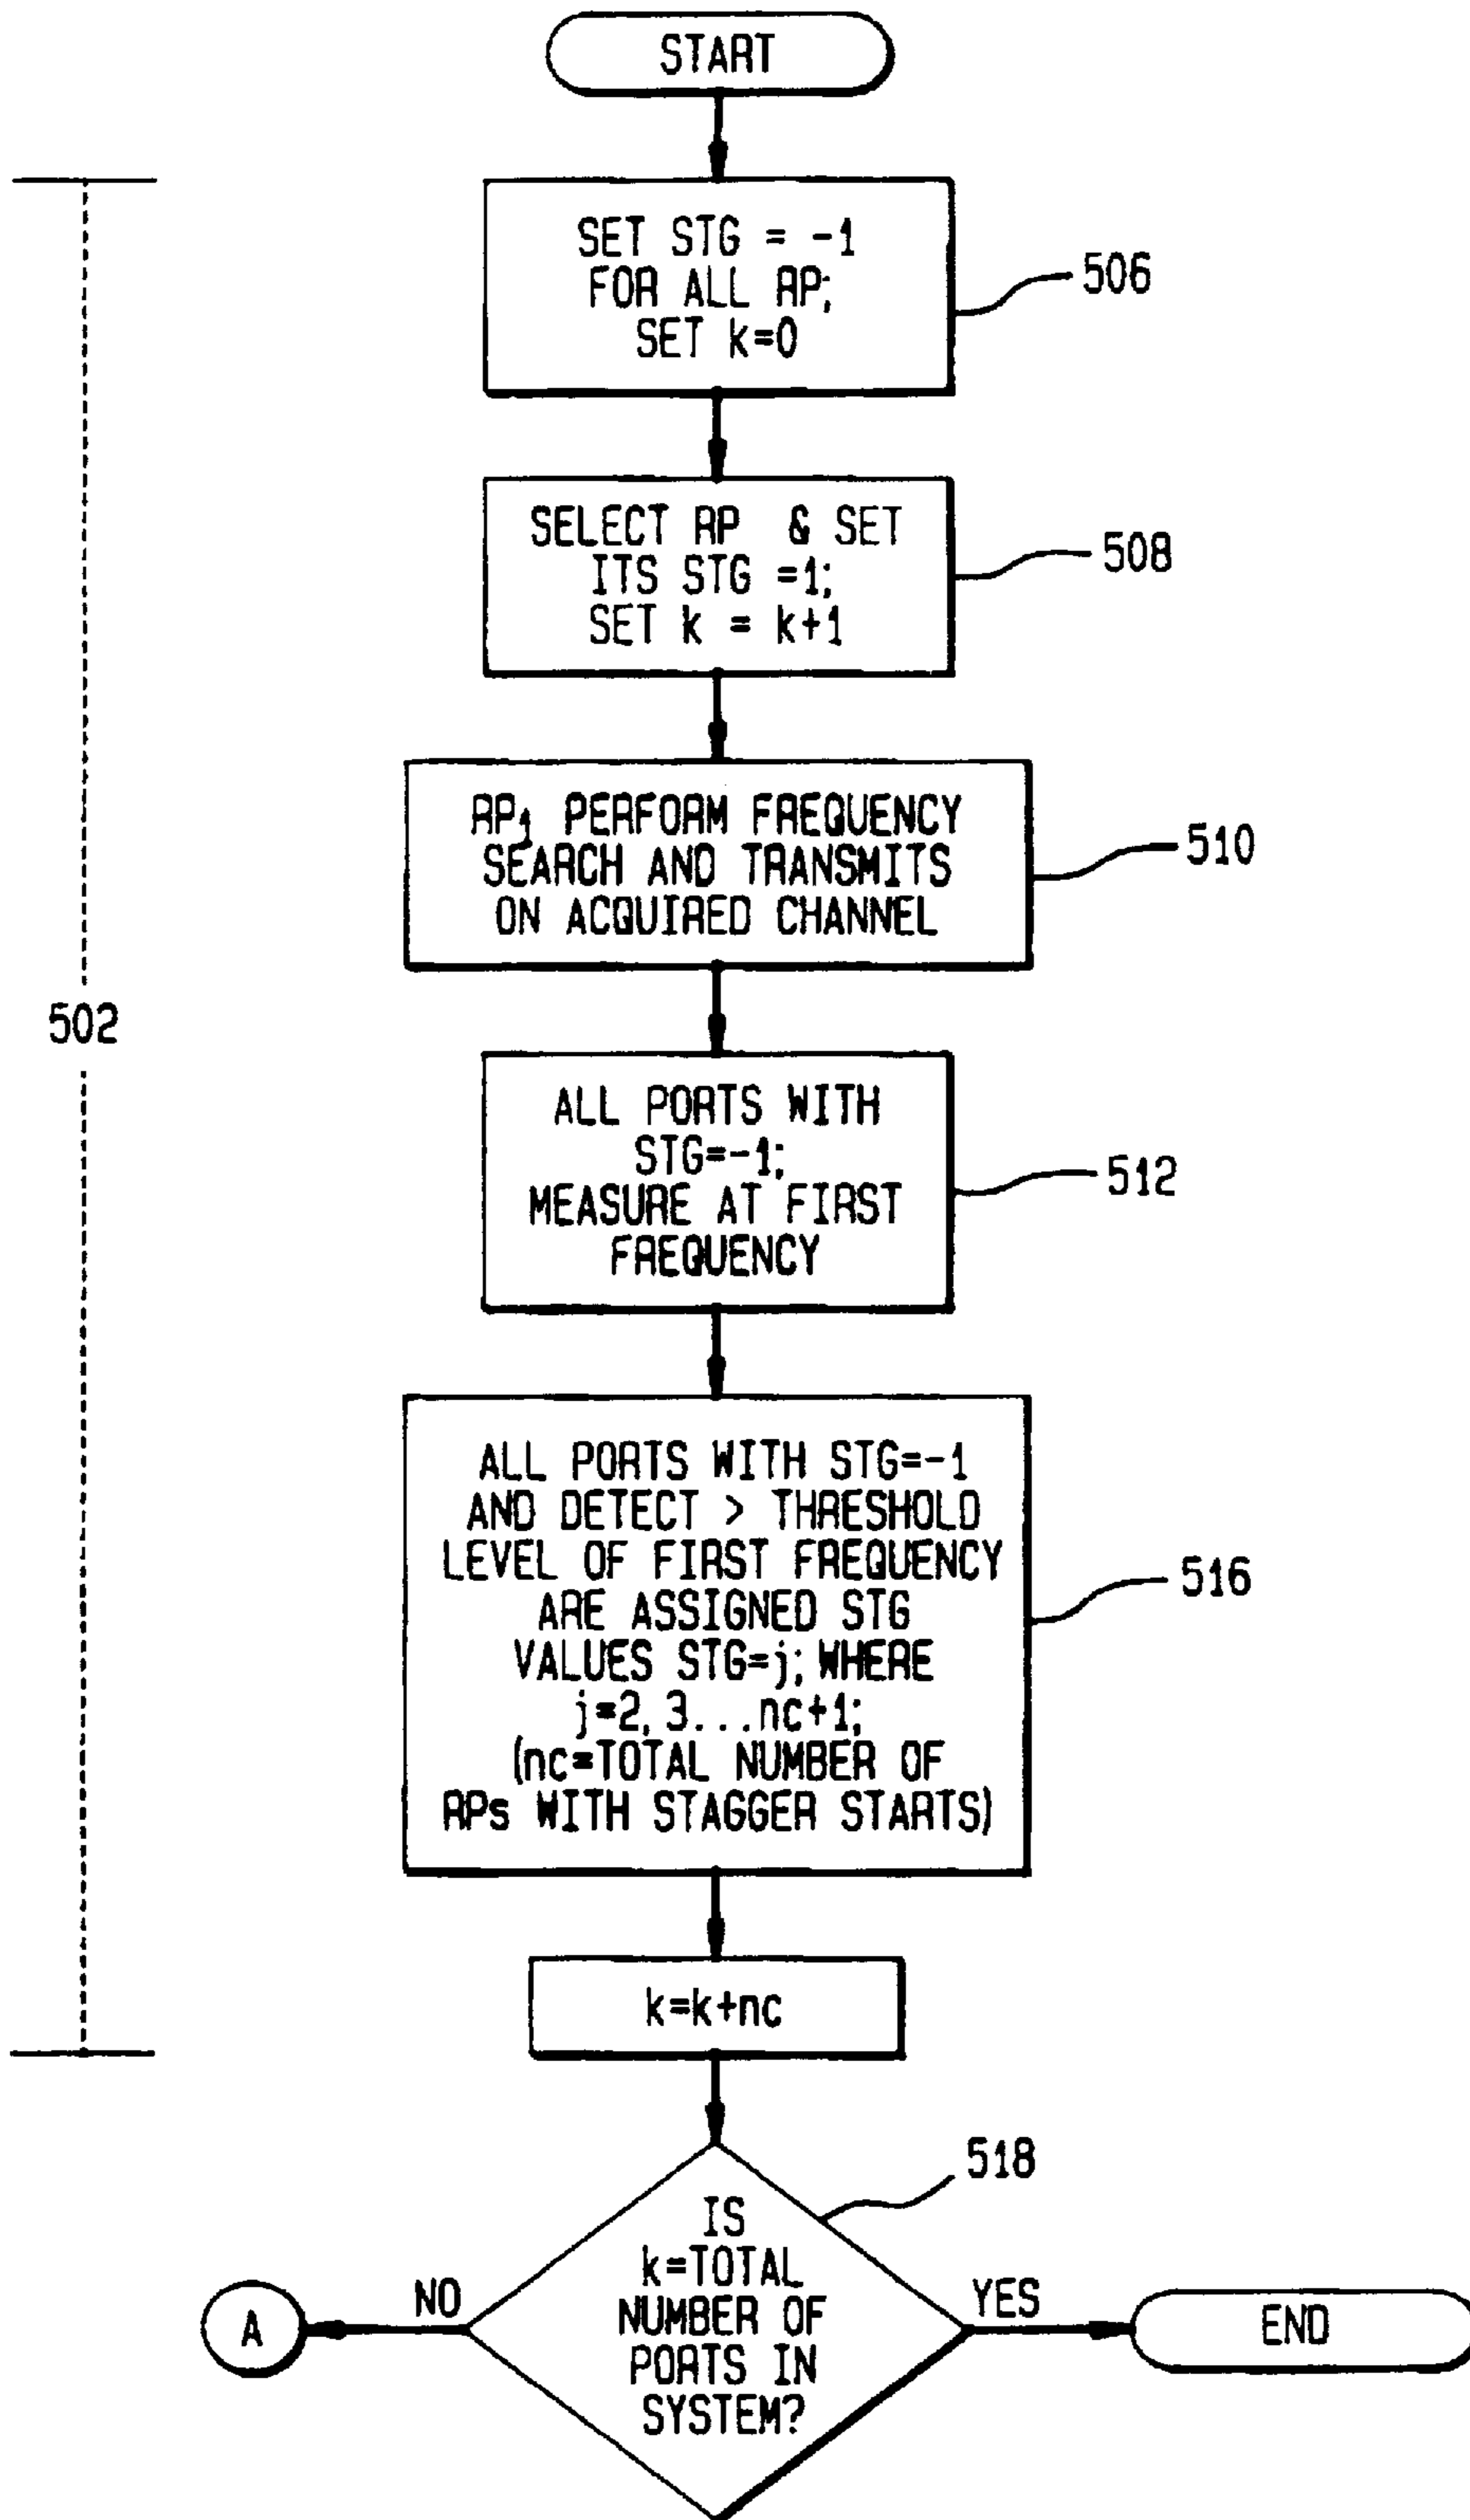 START
SET STG = -1
FOR ALL RP;
SET k=0
506
SELECT RP & SET
ITS STG =1;
SET k = k+1
508
RP1 PERFORM FREQUENCY
SEARCH AND TRANSMITS
ON ACQUIRED CHANNEL
510
502
ALL PORTS WITH
STG=-1;
MEASURE AT FIRST
FREQUENCY
512
ALL PORTS WITH STG=-1
AND DETECT > THRESHOLD
LEVEL OF FIRST FREQUENCY
ARE ASSIGNED STG
VALUES STG=j; WHERE
j=2, 3...nc+1;
(nc=TOTAL NUMBER OF
RPs WITH STAGGER STARTS)
516
k=k+nc
518
IS
k=TOTAL
NUMBER OF
PORTS IN
SYSTEM?
NO
A
YES
END